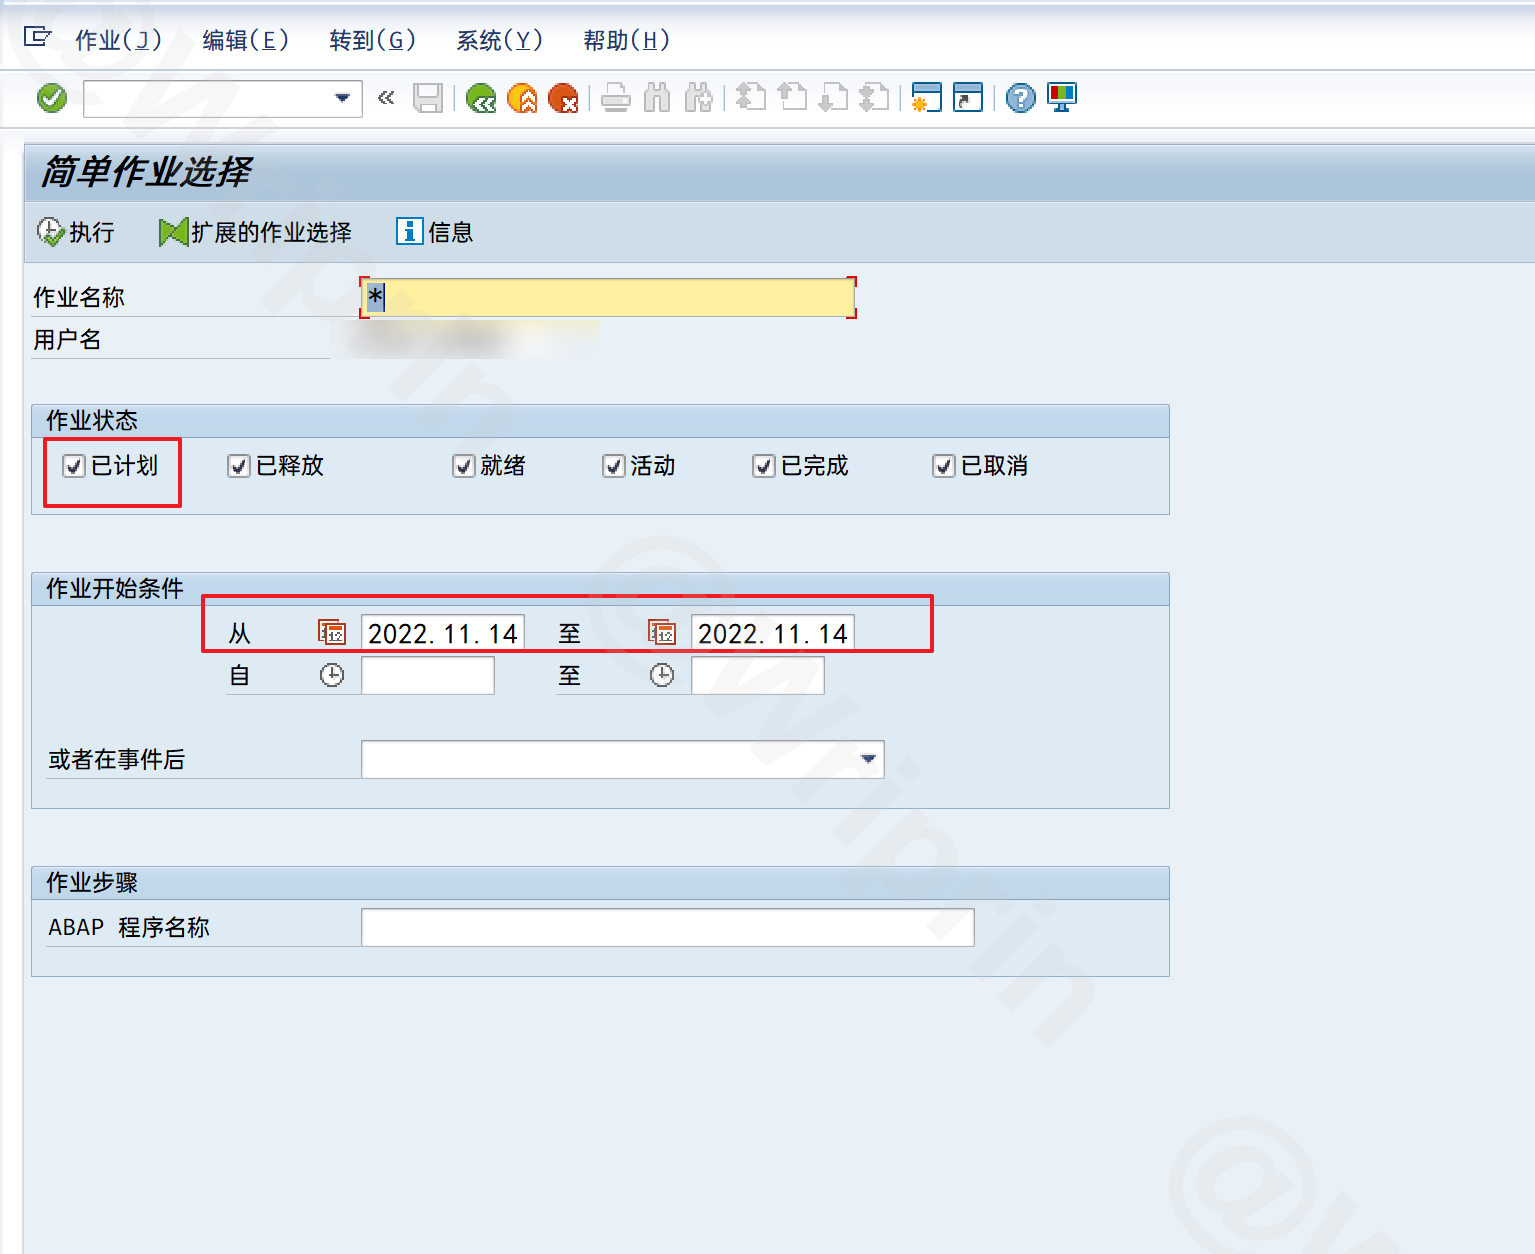 作业(J) 编辑(E) 转到(G) 系统(Y) 帮助(H)
简单作业选择
执行 扩展的作业选择 信息
作业名称 *
用户名
作业状态
已计划 已释放 就绪 活动 已完成 已取消
作业开始条件
从 2022.11.14 至 2022.11.14
自 至
或者在事件后
作业步骤
ABAP 程序名称
@Wriprin
@Wriprin
@W